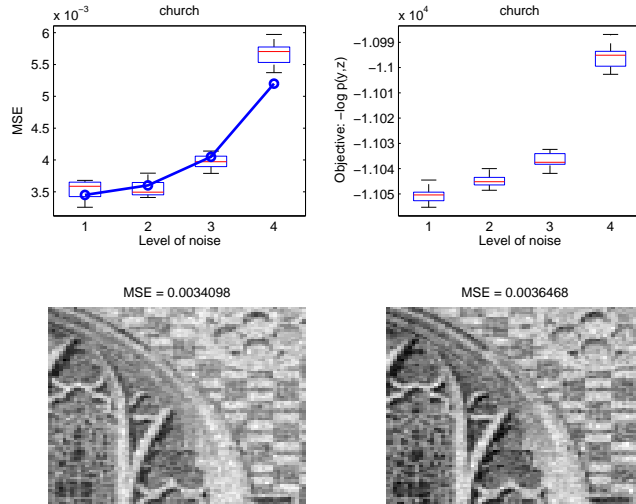 x 10⁻³
church
6
5.5
5
4.5
4
3.5
MSE
1 2 3 4
Level of noise
x 10⁴
church
−1.099
−1.1
−1.101
−1.102
−1.103
−1.104
−1.105
Objective: −log p(y,z)
1 2 3 4
Level of noise
MSE = 0.0034098
MSE = 0.0036468